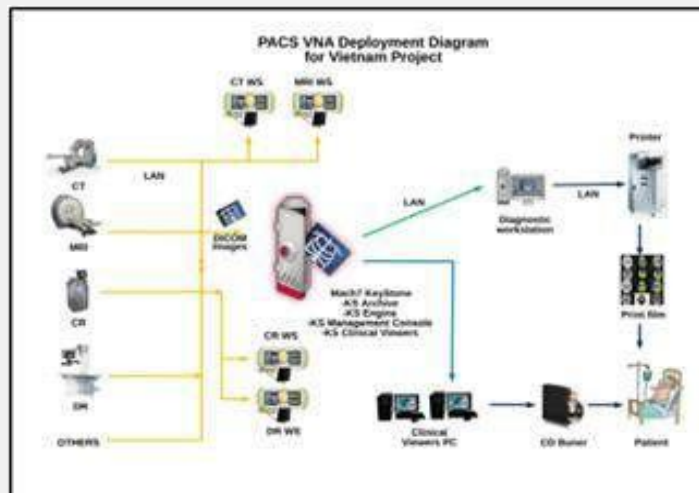 PACS VNA Deployment Diagram
for Vietnam Project
CT WS
MRI WS
Printer
LAN
CT
LAN
LAN
Diagnostic
workstation
MRI
DICOM
Images
Mach7 KeyStone
-KS Archive
-KS Engine
-KS Management Console
-KS Clinical Viewers
Print film
CR
CR WS
DR
DR WS
OTHERS
Clinical
Viewers PC
CD Buner
Patient